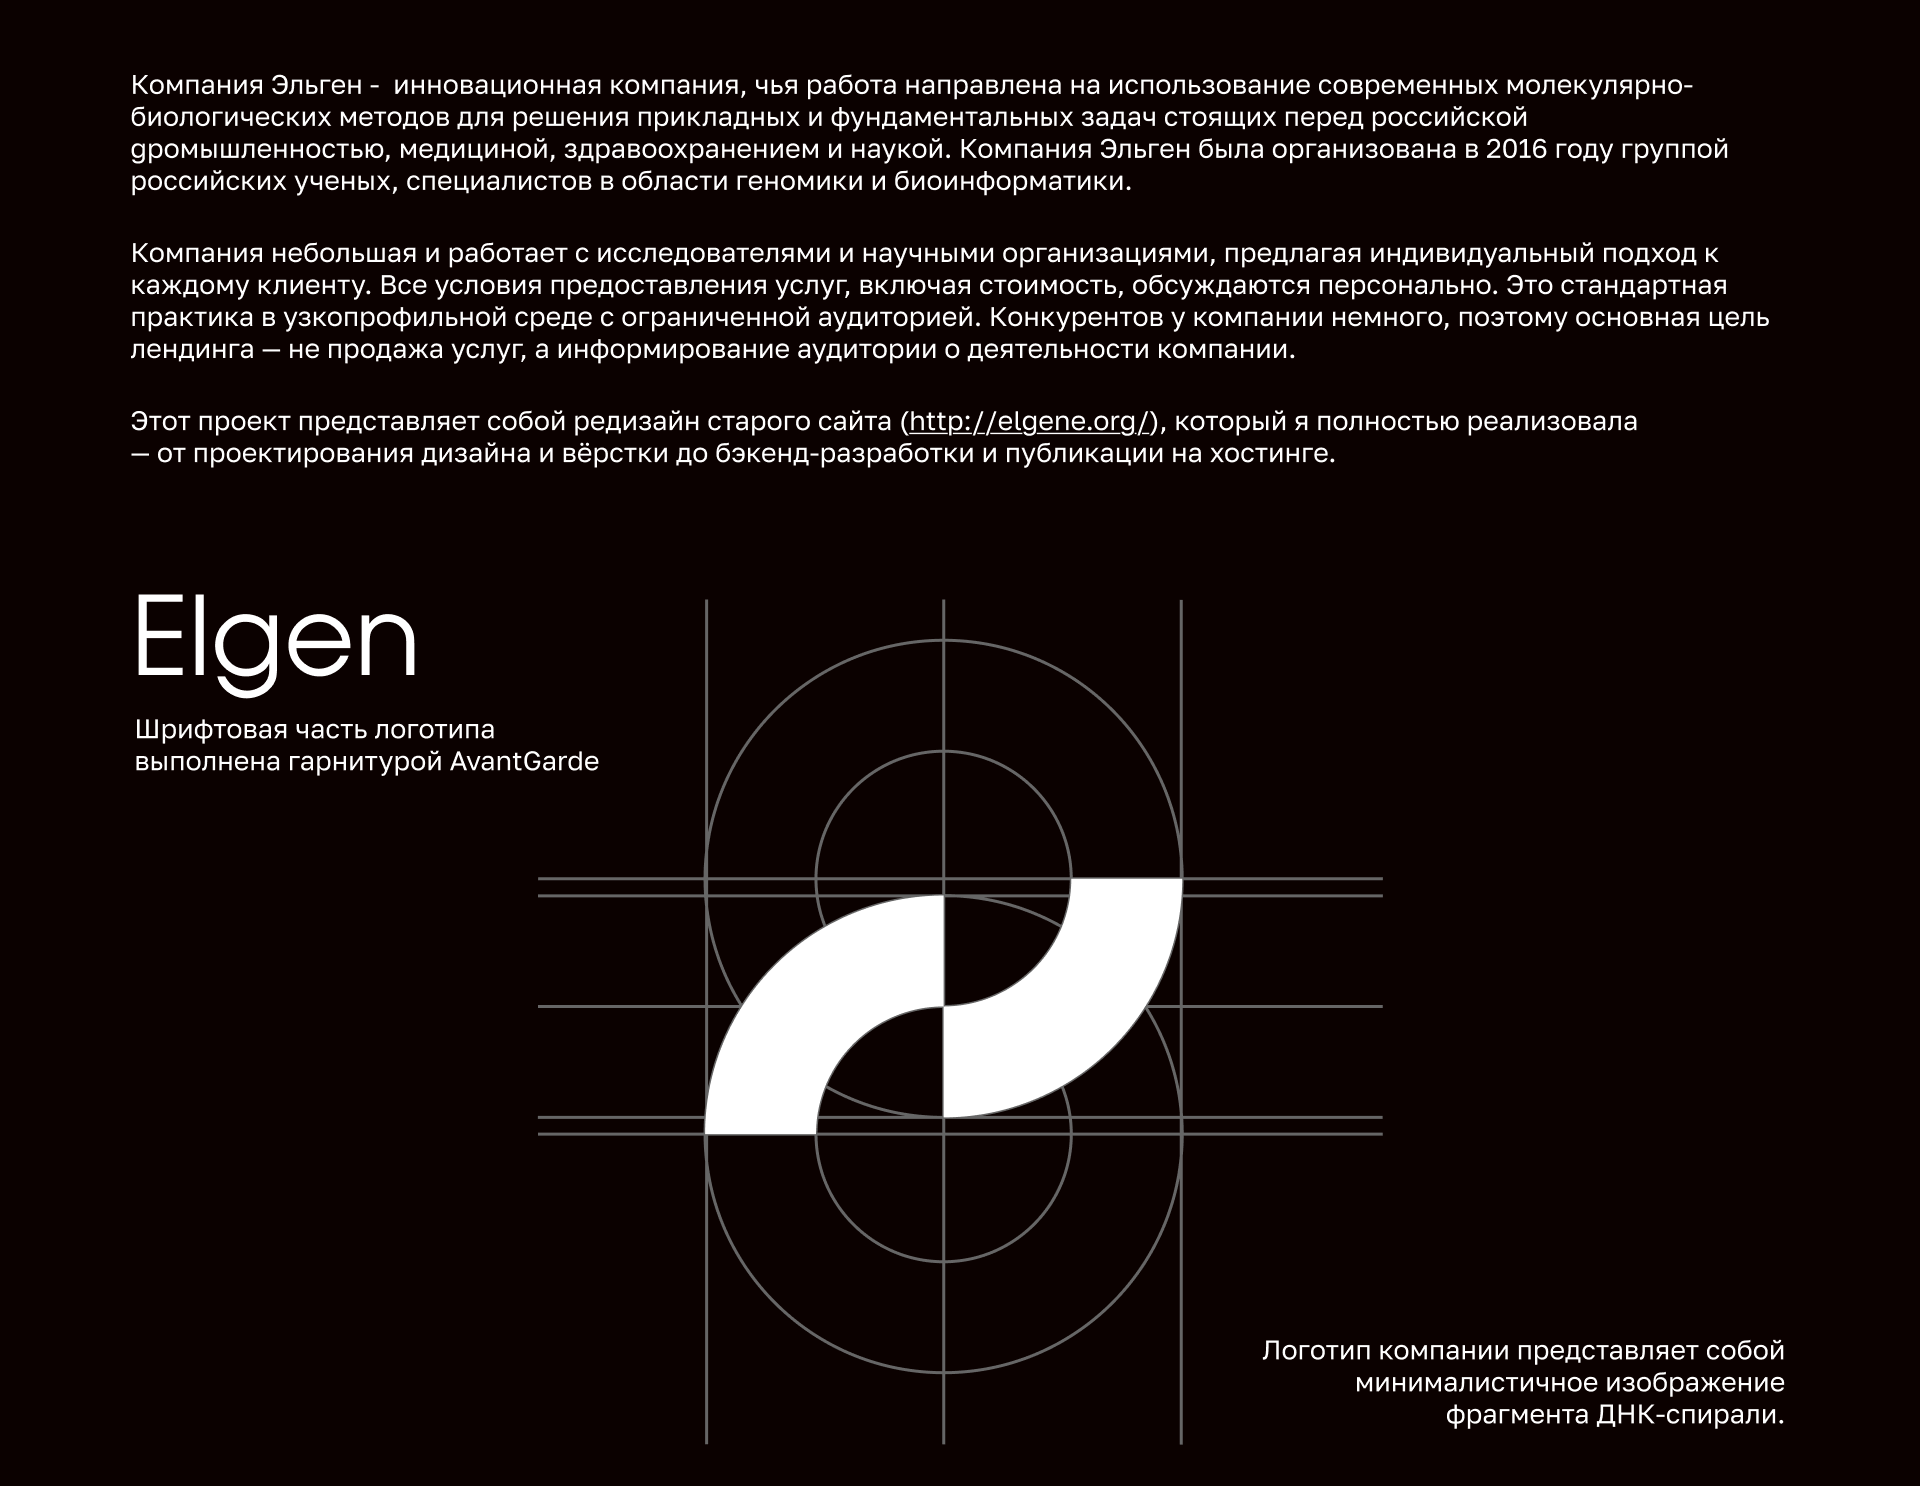 Компания Эльген -  инновационная компания, чья работа направлена на использование современных молекулярно-
биологических методов для решения прикладных и фундаментальных задач стоящих перед российской
gромышленностью, медициной, здравоохранением и наукой. Компания Эльген была организована в 2016 году группой
российских ученых, специалистов в области геномики и биоинформатики.
Компания небольшая и работает с исследователями и научными организациями, предлагая индивидуальный подход к
каждому клиенту. Все условия предоставления услуг, включая стоимость, обсуждаются персонально. Это стандартная
практика в узкопрофильной среде с ограниченной аудиторией. Конкурентов у компании немного, поэтому основная цель
лендинга — не продажа услуг, а информирование аудитории о деятельности компании.
Этот проект представляет собой редизайн старого сайта (http://elgene.org/), который я полностью реализовала
— от проектирования дизайна и вёрстки до бэкенд-разработки и публикации на хостинге.
Elgen
Шрифтовая часть логотипа
выполнена гарнитурой AvantGarde
Логотип компании представляет собой
минималистичное изображение
фрагмента ДНК-спирали.